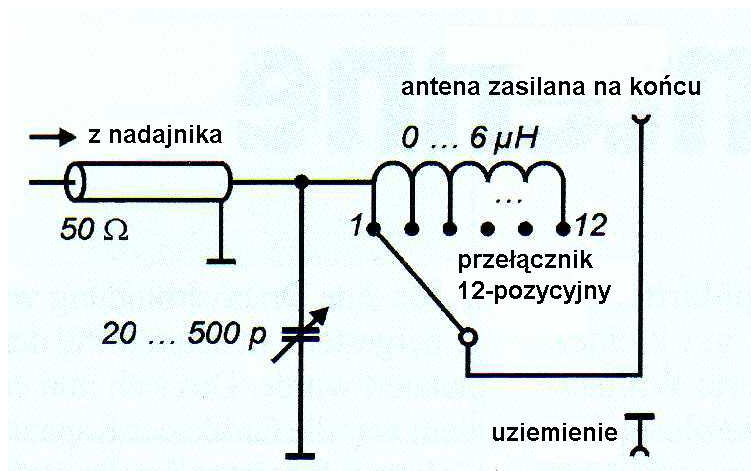 antena zasilana na końcu
z nadajnika
0 ... 6 µH
50 Ω
...
1
12
przełącznik
12-pozycyjny
20 ... 500 p
uziemienie